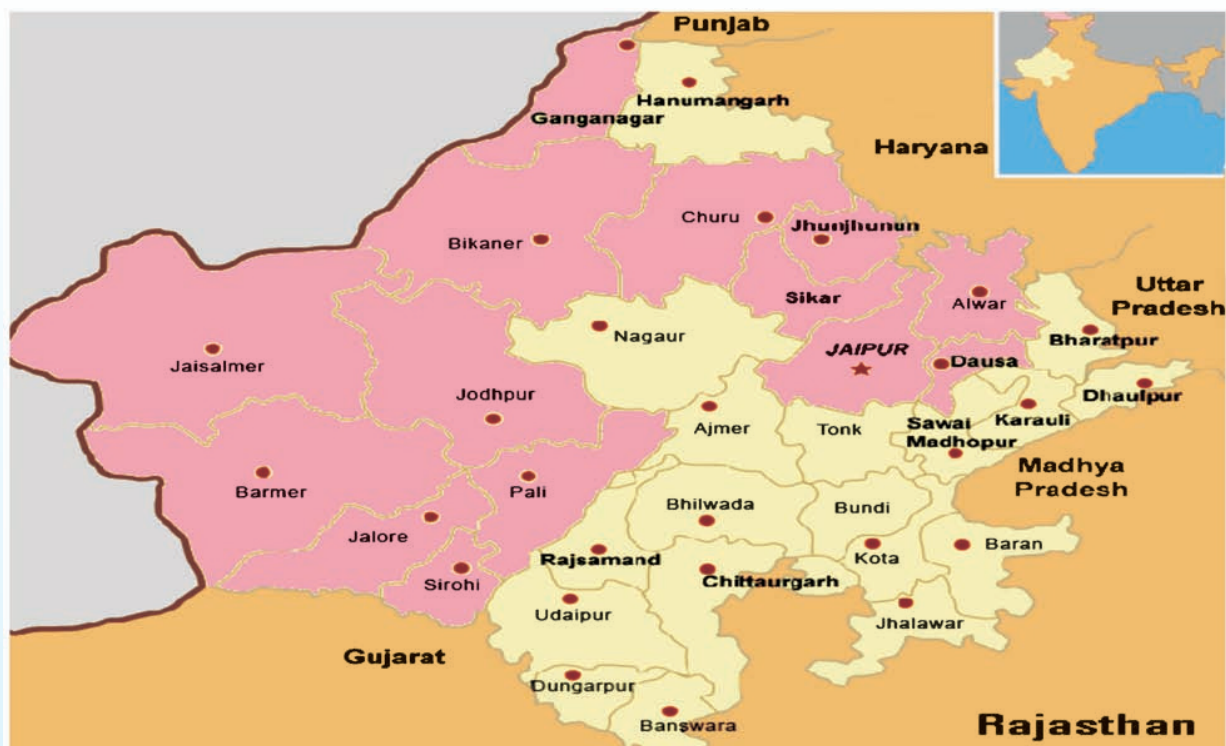 Punjab
Hanumangarh
Ganganagar
Haryana
Churu
Jhunjhunun
Bikaner
Sikar
Alwar
Uttar
Pradesh
Nagaur
Bharatpur
JAIPUR
Dausa
Jaisalmer
Jodhpur
Dhaulpur
Ajmer
Tonk
Sawai
Madhopur
Karauli
Madhya
Pradesh
Barmer
Pali
Bhilwada
Bundi
Jalore
Rajsamand
Kota
Baran
Sirohi
Chittaurgarh
Udaipur
Jhalawar
Gujarat
Dungarpur
Banswara
Rajasthan